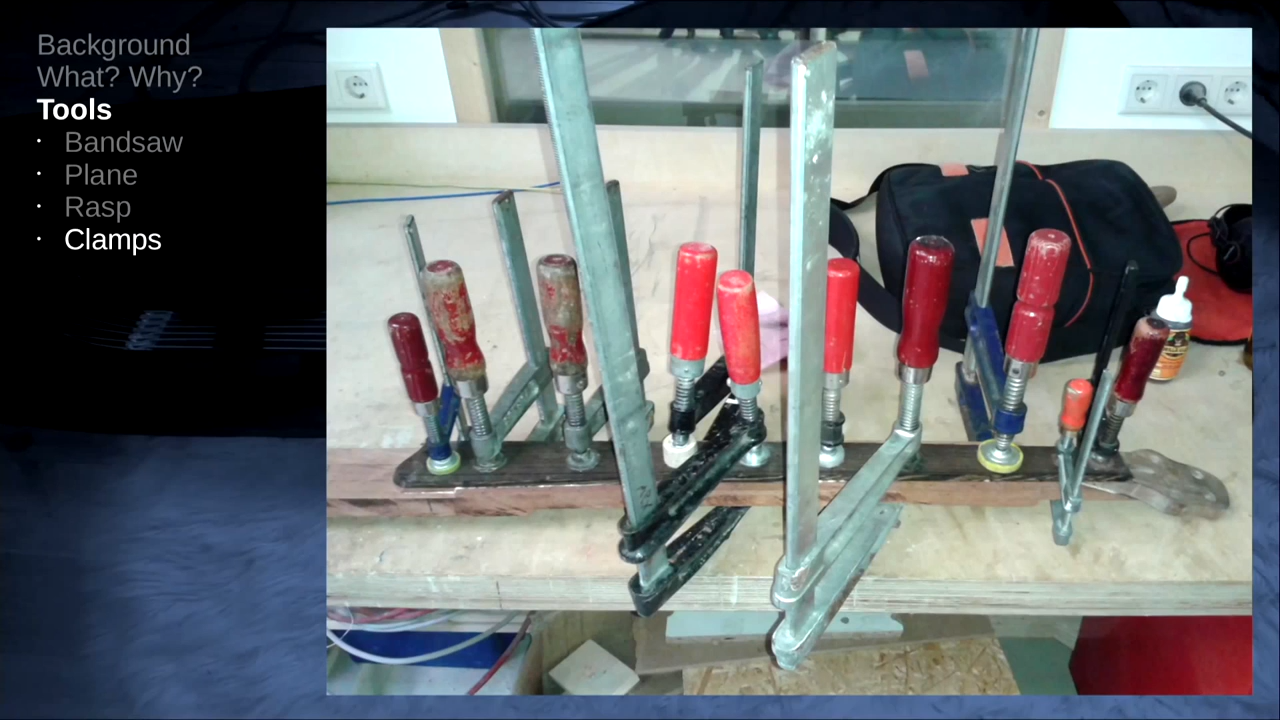 Background
What? Why?
Tools
· Bandsaw
· Plane
· Rasp
· Clamps